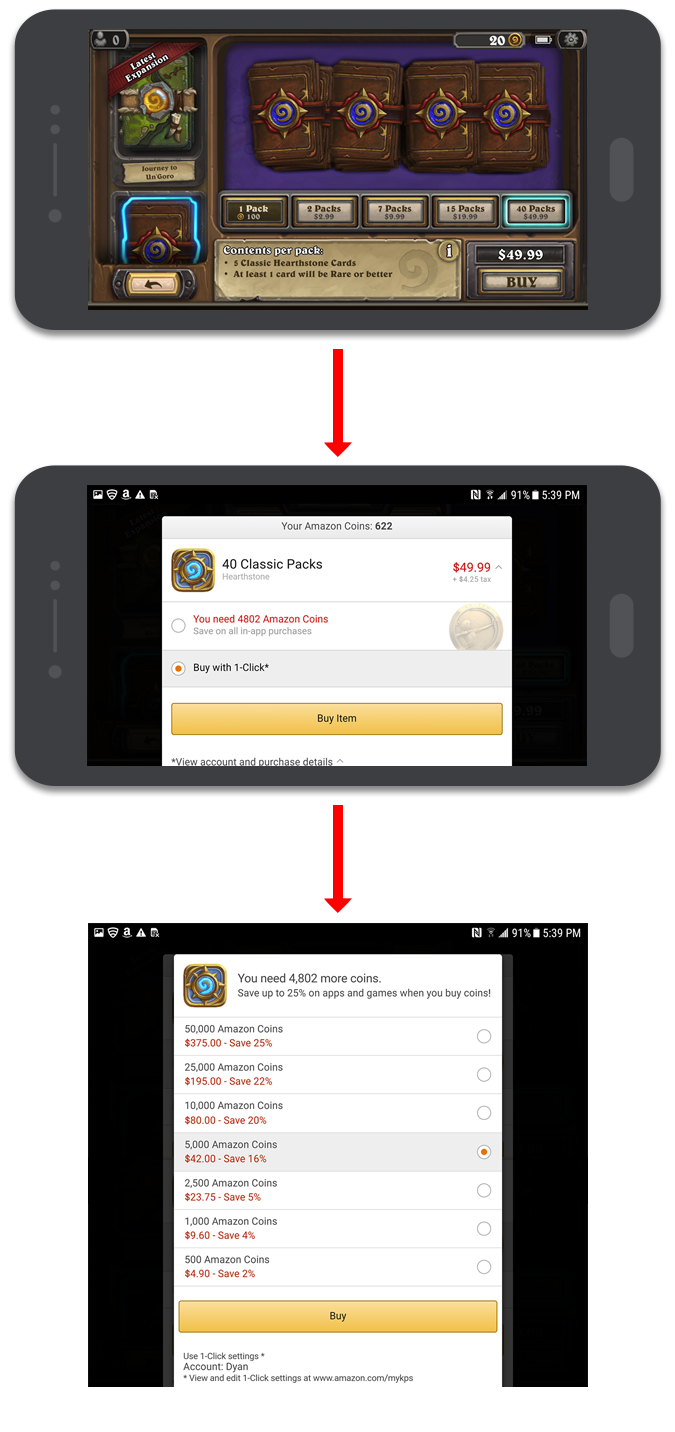 0
20
Latest
Expansion
Journey to
Un'Goro
1 Pack
100
2 Packs
$2.99
7 Packs
$9.99
15 Packs
$19.99
40 Packs
$49.99
Contents per pack:
• 5 Classic Hearthstone Cards
• At least 1 card will be Rare or better
i
$49.99
BUY
91% 5:39 PM
Your Amazon Coins: 622
40 Classic Packs
Hearthstone
$49.99
+ $4.25 tax
You need 4802 Amazon Coins
Save on all in-app purchases
Buy with 1-Click*
Buy Item
*View account and purchase details
91% 5:39 PM
You need 4,802 more coins.
Save up to 25% on apps and games when you buy coins!
50,000 Amazon Coins
$375.00 - Save 25%
25,000 Amazon Coins
$195.00 - Save 22%
10,000 Amazon Coins
$80.00 - Save 20%
5,000 Amazon Coins
$42.00 - Save 16%
2,500 Amazon Coins
$23.75 - Save 5%
1,000 Amazon Coins
$9.60 - Save 4%
500 Amazon Coins
$4.90 - Save 2%
Buy
Use 1-Click settings *
Account: Dyan
* View and edit 1-Click settings at www.amazon.com/mykps